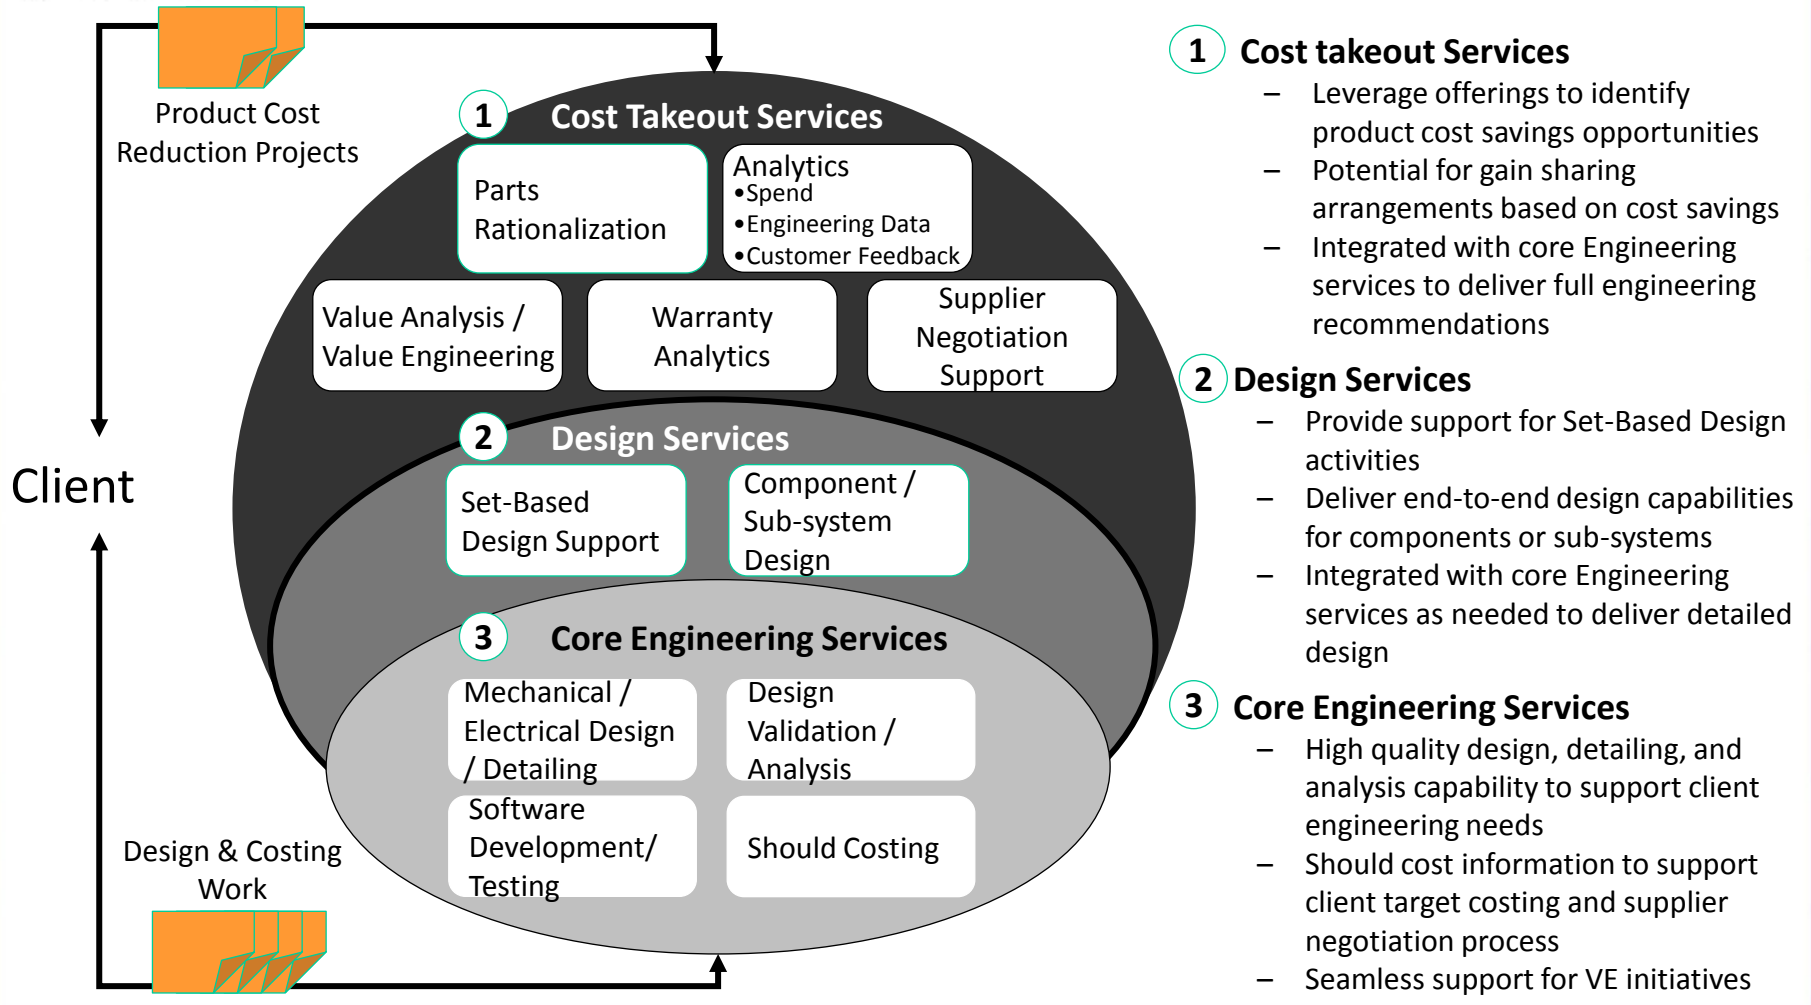 Product Cost
Reduction Projects
Client
Design & Costing
Work
1 Cost Takeout Services
Parts
Rationalization
Analytics
•Spend
•Engineering Data
•Customer Feedback
Value Analysis /
Value Engineering
Warranty
Analytics
Supplier
Negotiation
Support
2 Design Services
Set-Based
Design Support
Component /
Sub-system
Design
3 Core Engineering Services
Mechanical /
Electrical Design
/ Detailing
Design
Validation /
Analysis
Software
Development/
Testing
Should Costing
1 Cost takeout Services
– Leverage offerings to identify
product cost savings opportunities
– Potential for gain sharing
arrangements based on cost savings
– Integrated with core Engineering
services to deliver full engineering
recommendations
2 Design Services
– Provide support for Set-Based Design
activities
– Deliver end-to-end design capabilities
for components or sub-systems
– Integrated with core Engineering
services as needed to deliver detailed
design
3 Core Engineering Services
– High quality design, detailing, and
analysis capability to support client
engineering needs
– Should cost information to support
client target costing and supplier
negotiation process
– Seamless support for VE initiatives